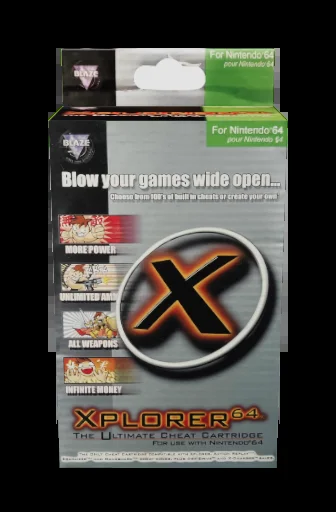 BLAZE
For Nintendo®64
pour Nintendo® 64
For Nintendo®64
pour Nintendo® 64
BLAZE
Blow your games wide open...
Choose from 100's of built in cheats or create your own
MORE POWER
UNLIMITED
ALL WEAPONS
INFINITE MONEY
X
XPLORER64
THE ULTIMATE CHEAT CARTRIDGE
FOR USE WITH NINTENDO®64